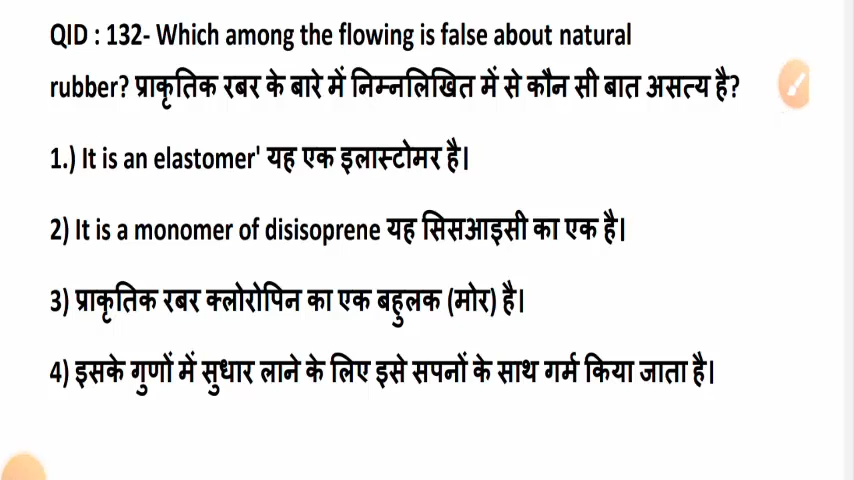 QID : 132- Which among the flowing is false about natural
rubber? प्राकृतिक रबर के बारे में निम्नलिखित में से कौन सी बात असत्य है?
1.) It is an elastomer' यह एक इलास्टोमर है।
2) It is a monomer of disisoprene यह सिसआइसी का एक है।
3) प्राकृतिक रबर क्लोरोपिन का एक बहुलक (मोर) है।
4) इसके गुणों में सुधार लाने के लिए इसे सपनों के साथ गर्म किया जाता है।